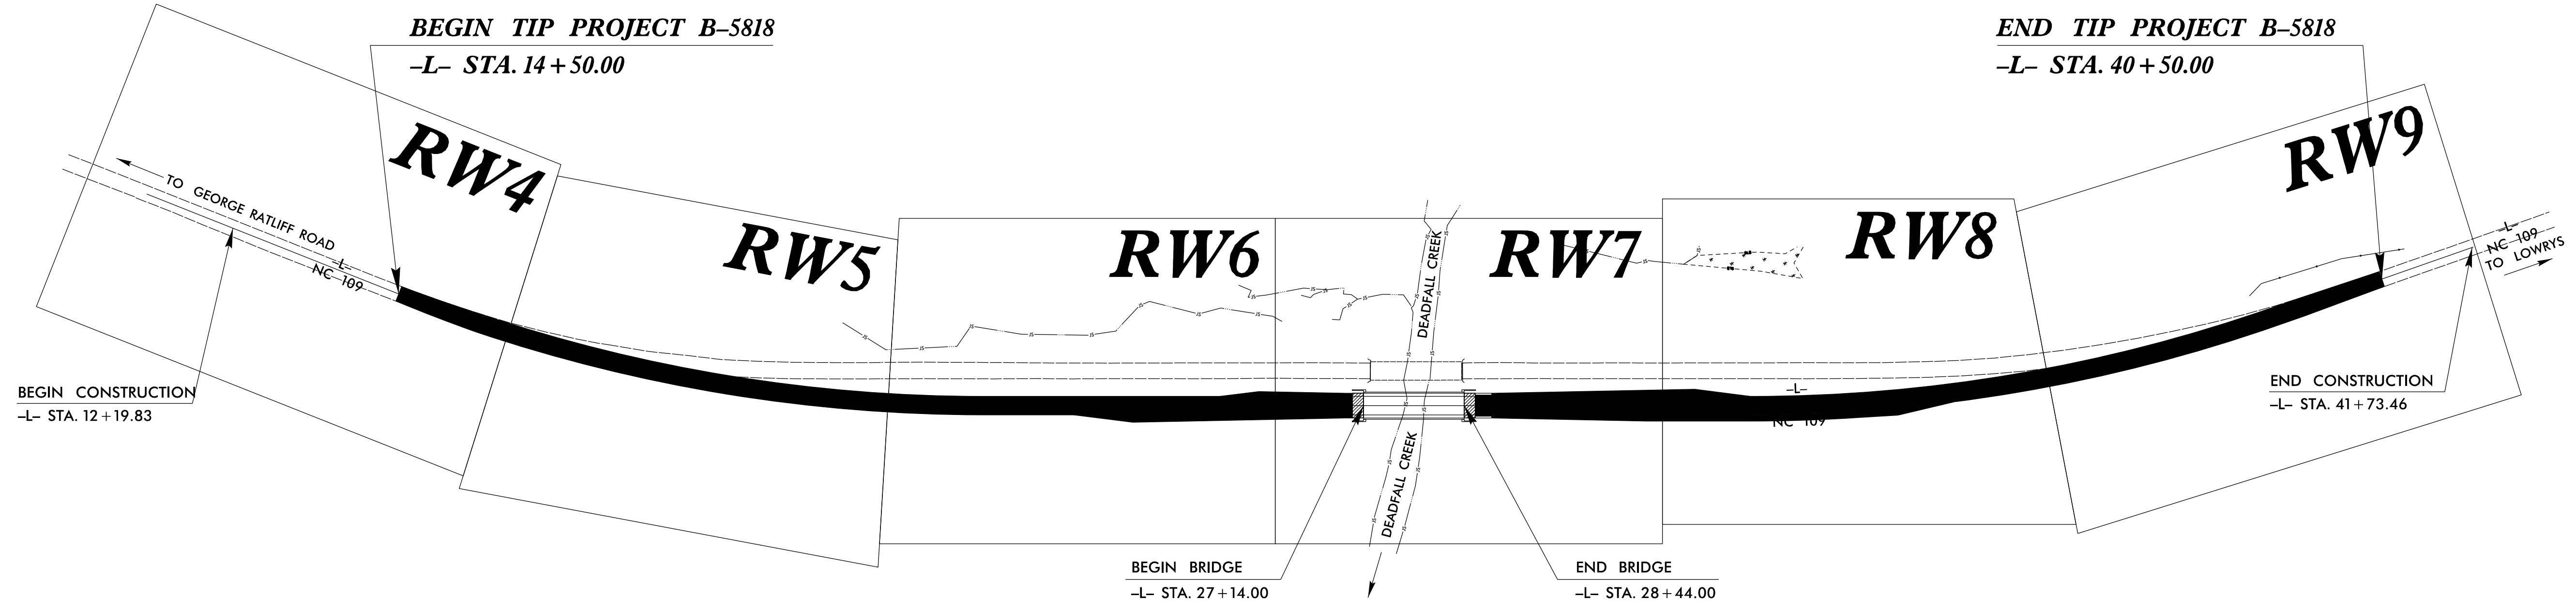 BEGIN TIP PROJECT B–5818
–L– STA. 14+50.00
END TIP PROJECT B–5818
–L– STA. 40+50.00
RW4
RW5
RW6
RW7
RW8
RW9
TO GEORGE RATLIFF ROAD
–L–
NC 109
DEADFALL CREEK
–L–
NC 109
TO LOWRYS
BEGIN CONSTRUCTION
–L– STA. 12+19.83
–L–
NC 109
END CONSTRUCTION
–L– STA. 41+73.46
DEADFALL CREEK
BEGIN BRIDGE
–L– STA. 27+14.00
END BRIDGE
–L– STA. 28+44.00